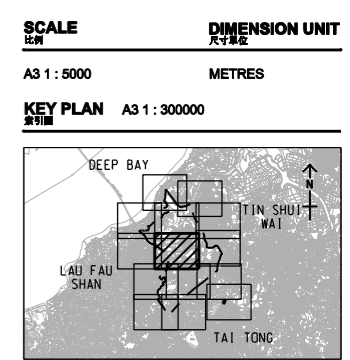 SCALE
比例
DIMENSION UNIT
尺寸單位
A3 1 : 5000
METRES
KEY PLAN A3 1 : 300000
索引圖
DEEP BAY
N
TIN SHUI
WAI
LAU FAU
SHAN
TAI TONG